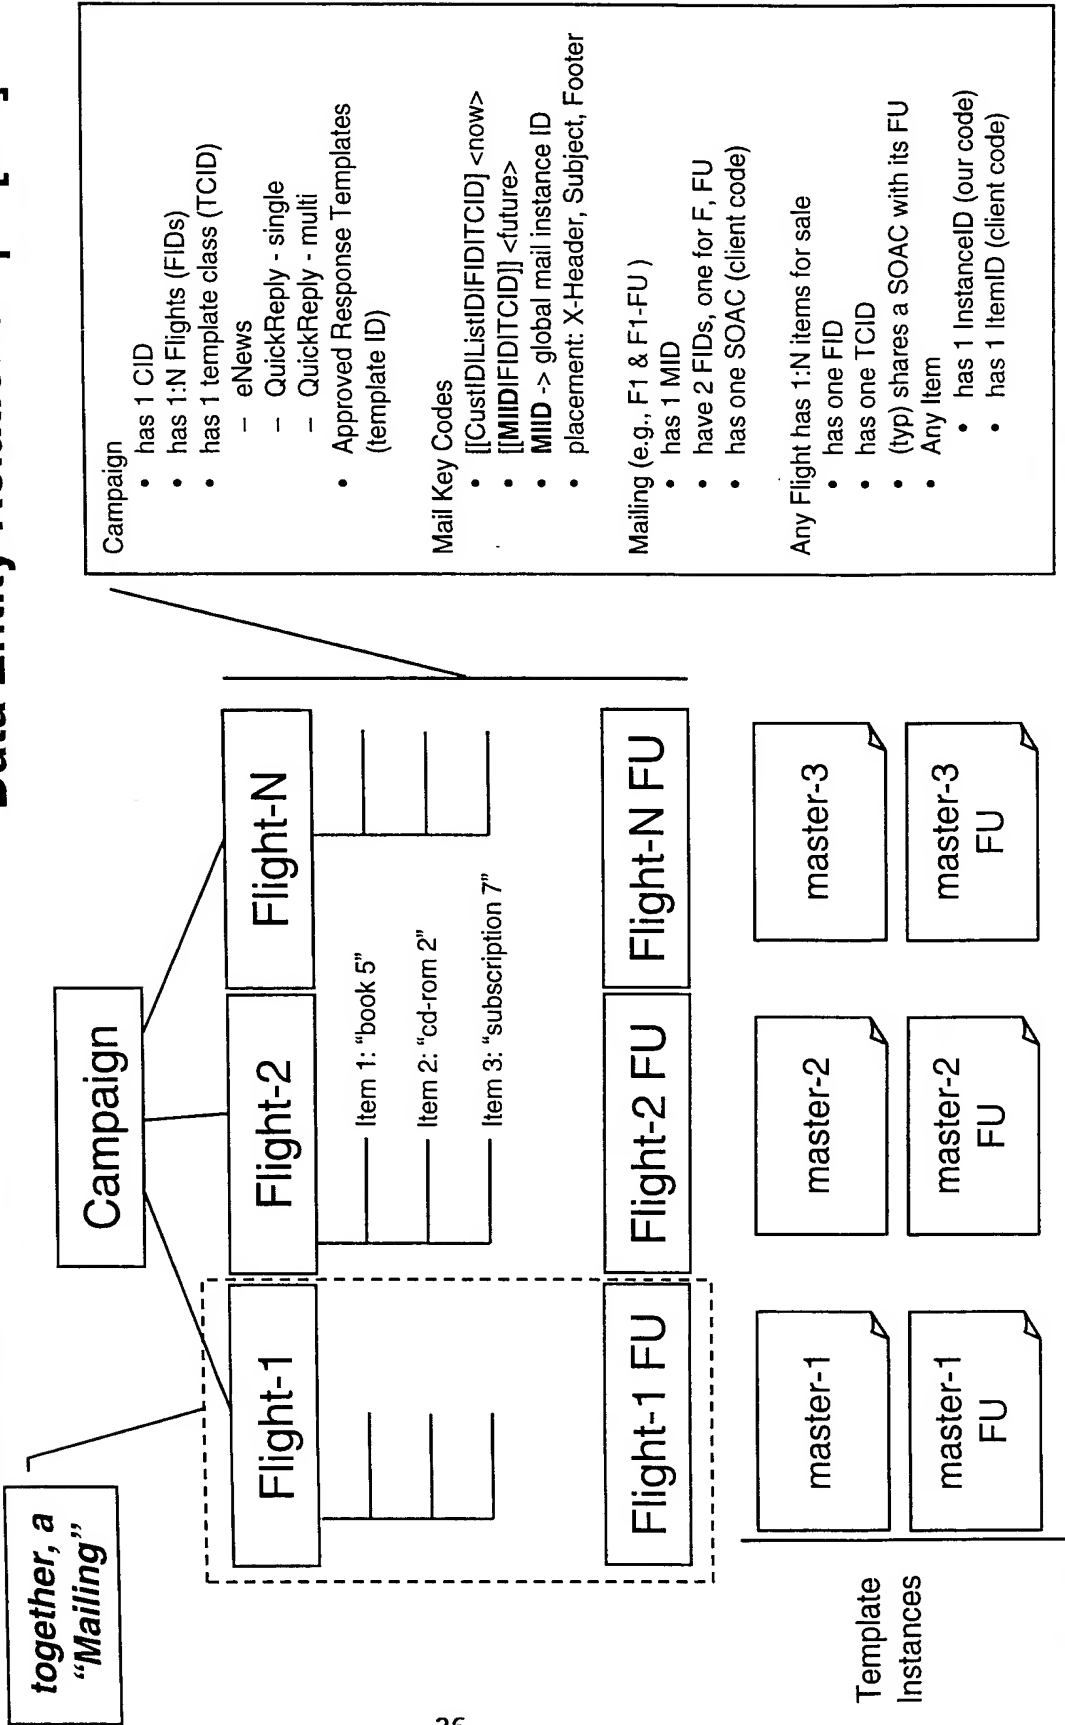 Data Entity Relationships
together, a
“Mailing”
Campaign
Flight-1
Flight-2
Flight-N
Item 1: “book 5”
Item 2: “cd-rom 2”
Item 3: “subscription 7”
Flight-1 FU
Flight-2 FU
Flight-N FU
Template
Instances
master-1
master-2
master-3
master-1
FU
master-2
FU
master-3
FU
Campaign
• has 1 CID
• has 1:N Flights (FIDs)
• has 1 template class (TCID)
– eNews
– QuickReply - single
– QuickReply - multi
• Approved Response Templates
(template ID)
Mail Key Codes
• [[CustID|ListID|FID|TCID] <now>
• [[MIID|FID|TCID]] <future>
• MIID -> global mail instance ID
• placement: X-Header, Subject, Footer
Mailing (e.g., F1 & F1-FU )
• has 1 MID
• have 2 FIDs, one for F, FU
• has one SOAC (client code)
Any Flight has 1:N items for sale
• has one FID
• has one TCID
• (typ) shares a SOAC with its FU
• Any Item
• has 1 InstanceID (our code)
• has 1 ItemID (client code)
26